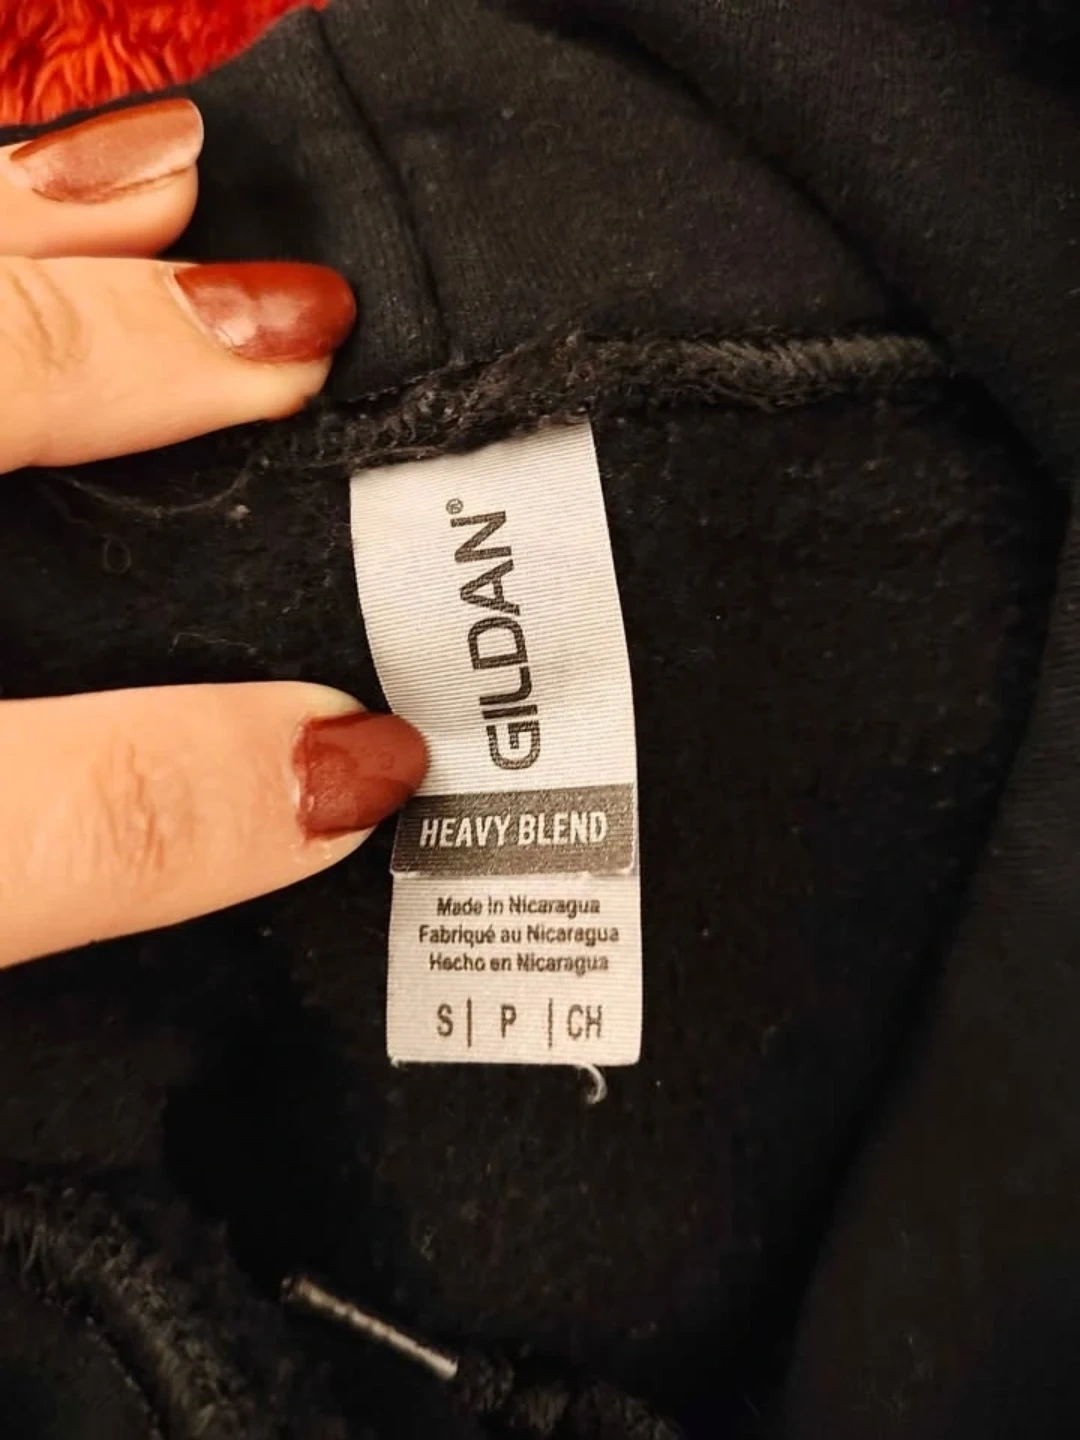 GILDAN®
HEAVY BLEND
Made in Nicaragua
Fabriqué au Nicaragua
Hecho en Nicaragua
S | P | CH